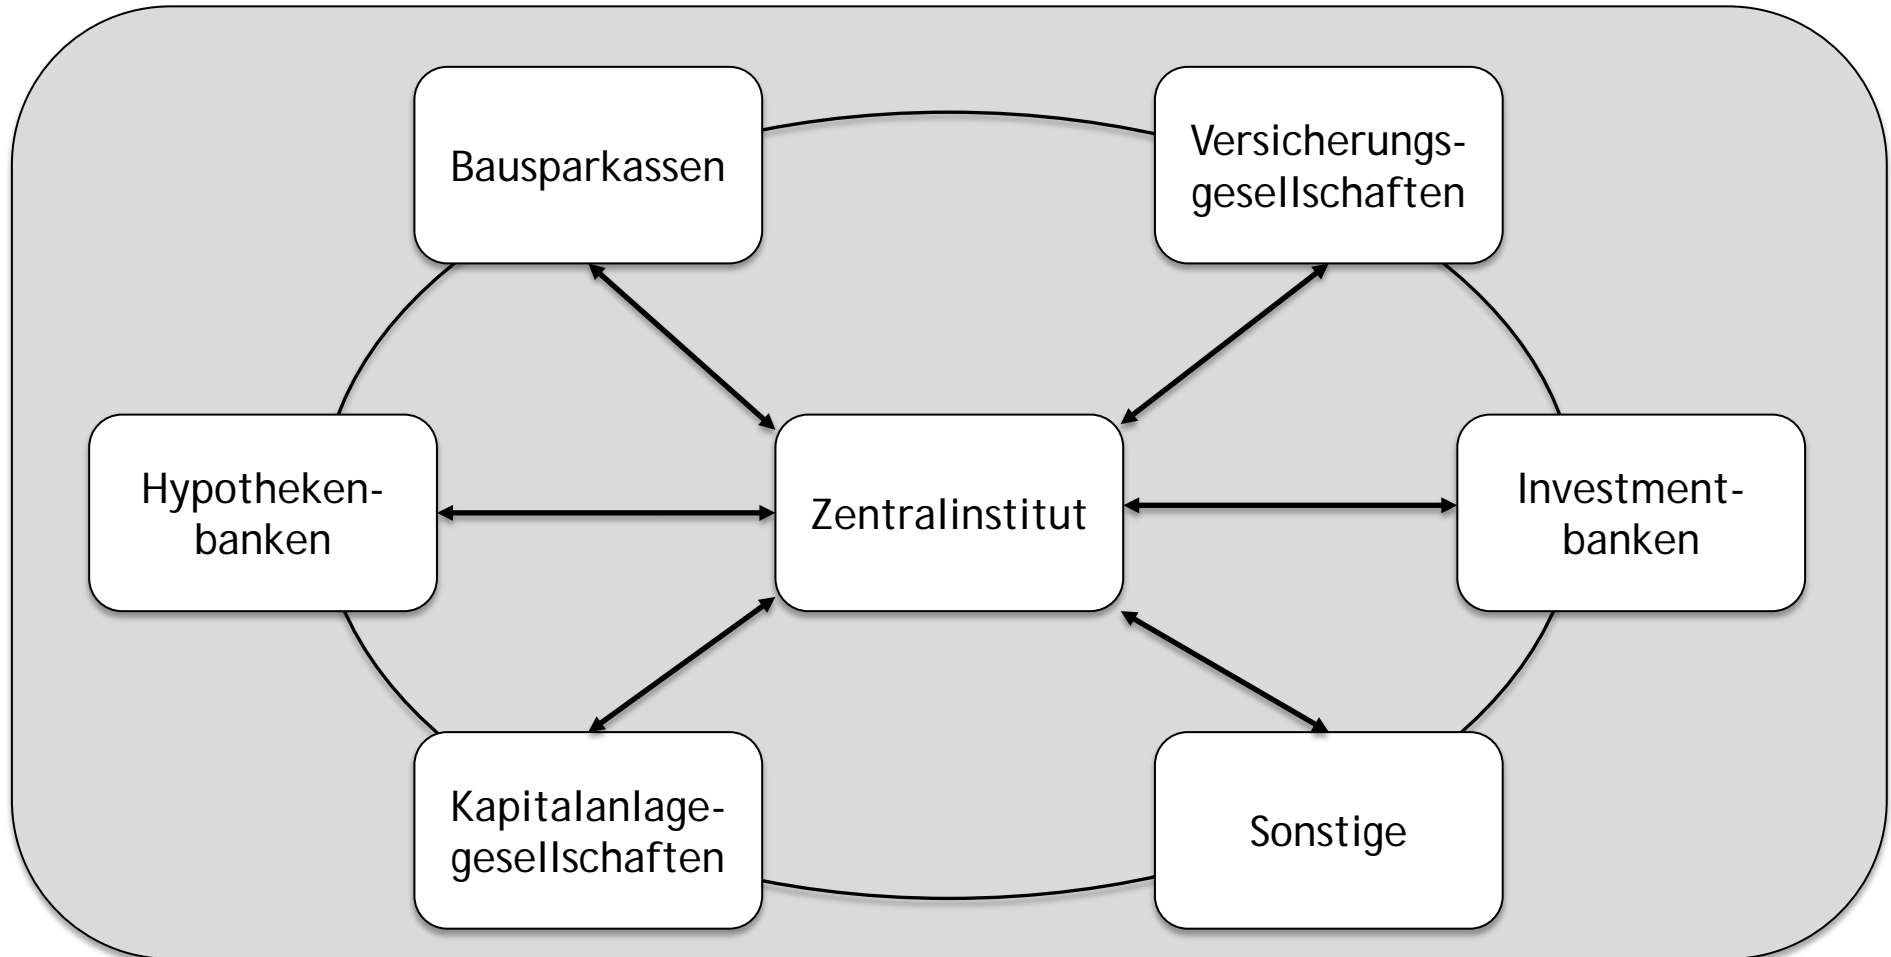 Bausparkassen
Versicherungs-
gesellschaften
Hypotheken-
banken
Zentralinstitut
Investment-
banken
Kapitalanlage-
gesellschaften
Sonstige